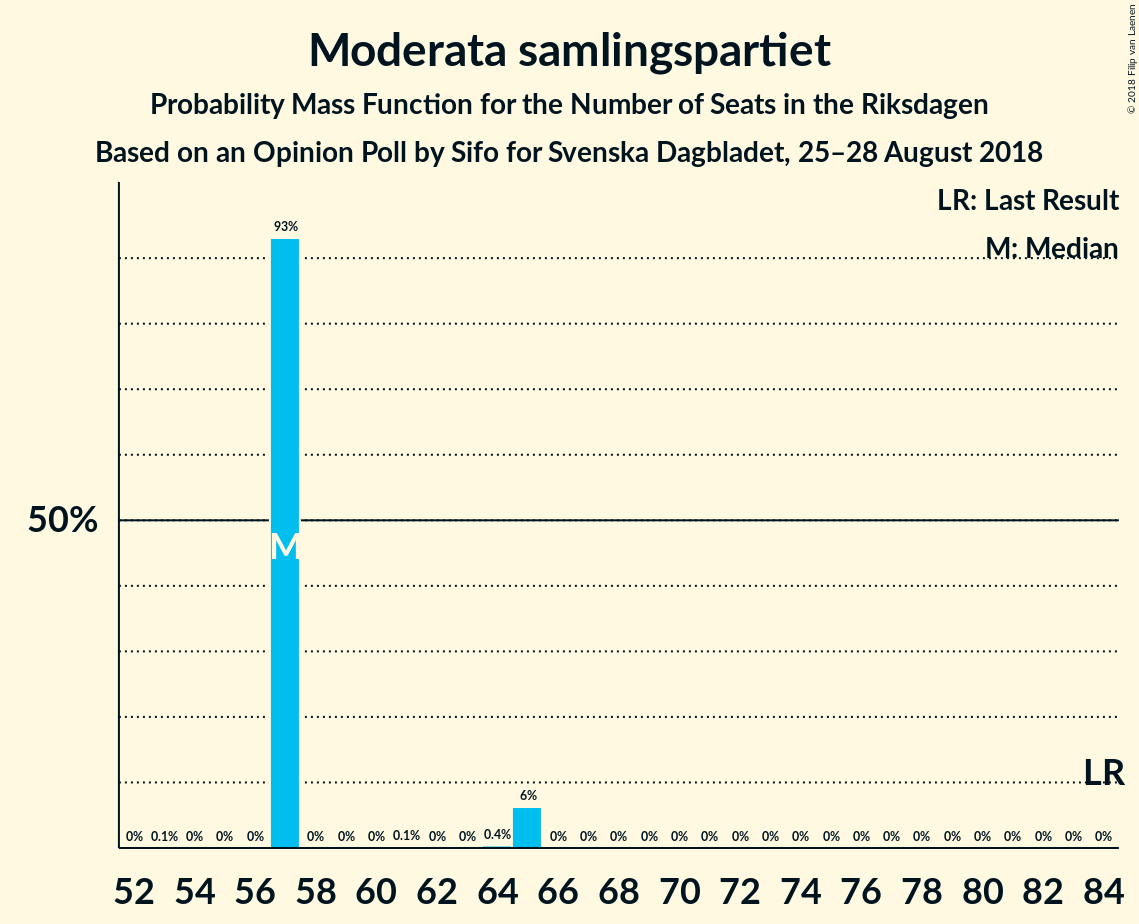 Moderata samlingspartiet
Probability Mass Function for the Number of Seats in the Riksdagen
Based on an Opinion Poll by Sifo for Svenska Dagbladet, 25–28 August 2018
© 2018 Filip van Laenen
LR: Last Result
M: Median
93%
50%
M
LR
6%
0% 0.1% 0% 0% 0% 0% 0% 0% 0.1% 0% 0% 0.4% 0% 0% 0% 0% 0% 0% 0% 0% 0% 0% 0% 0% 0% 0% 0% 0% 0% 0% 0%
52 54 56 58 60 62 64 66 68 70 72 74 76 78 80 82 84